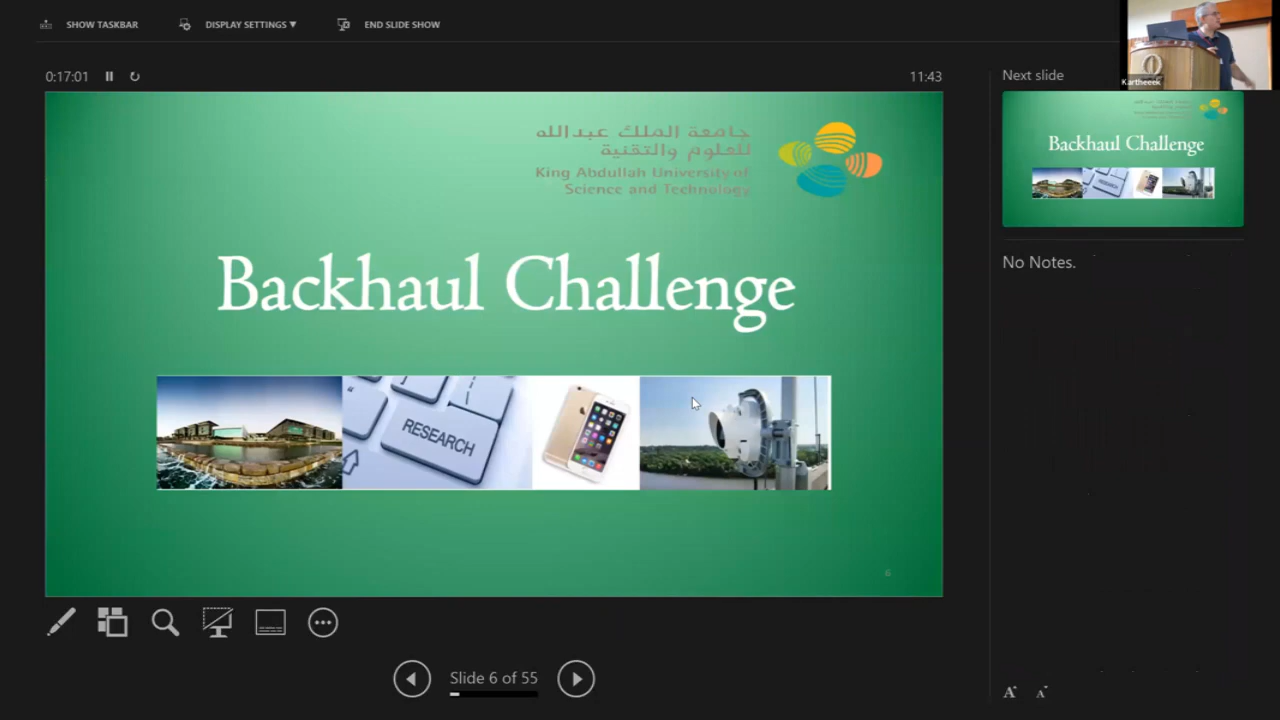 SHOW TASKBAR
DISPLAY SETTINGS ▼
END SLIDE SHOW
0:17:01
11:43
جامعة الملك عبدالله
للعلوم والتقنية
King Abdullah University of
Science and Technology
Backhaul Challenge
RESEARCH
6
Slide 6 of 55
Next slide
Kartheeek
Backhaul Challenge
RESEARCH
No Notes.
A
A